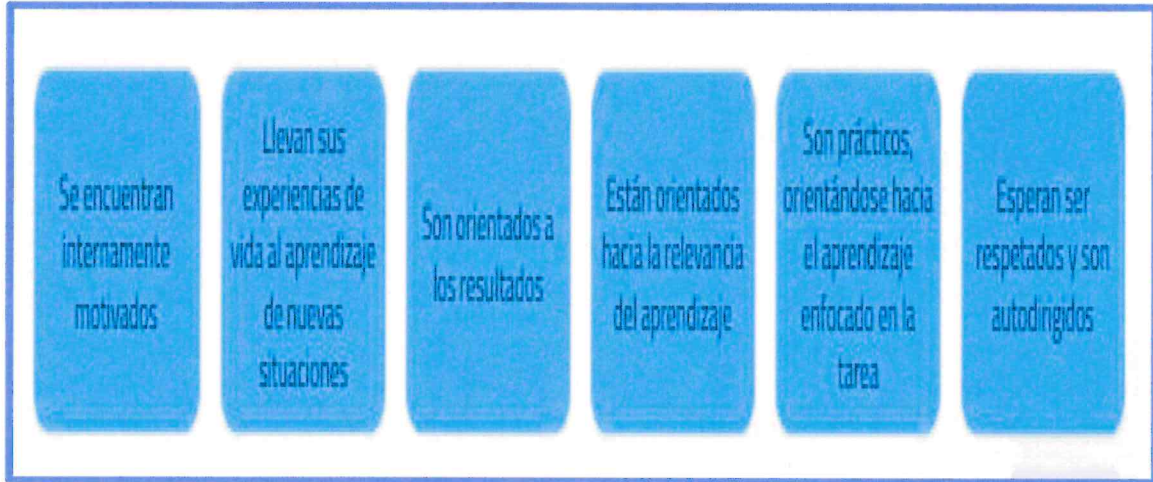 Se encuentran
internamente
motivados
Llevan sus
experiencias de
vida al aprendizaje
de nuevas
situaciones
Son orientados a
los resultados
Están orientados
hacia la relevancia
del aprendizaje
Son prácticos,
orientándose hacia
el aprendizaje
enfocado en la
tarea
Esperan ser
respetados y son
autodirigidos